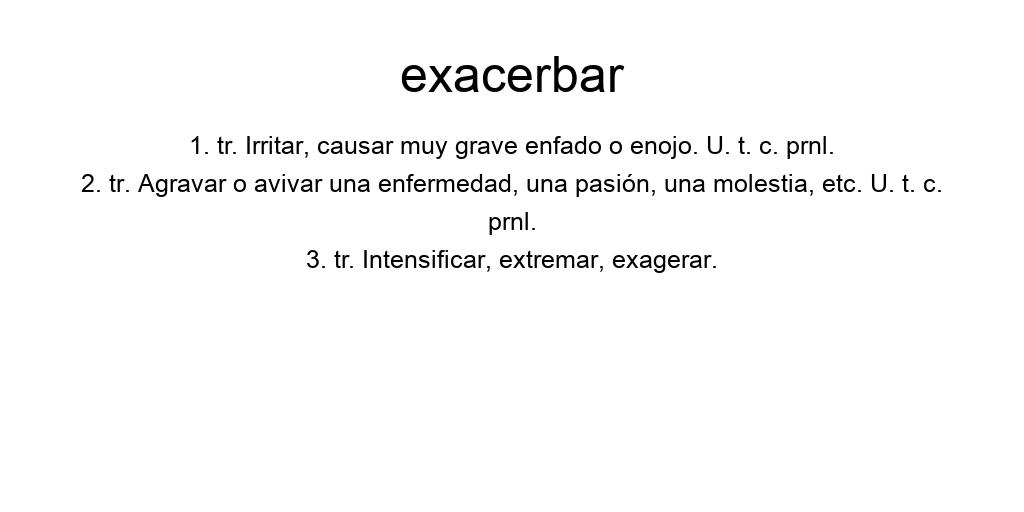 exacerbar
1. tr. Irritar, causar muy grave enfado o enojo. U. t. c. prnl.
2. tr. Agravar o avivar una enfermedad, una pasión, una molestia, etc. U. t. c.
prnl.
3. tr. Intensificar, extremar, exagerar.